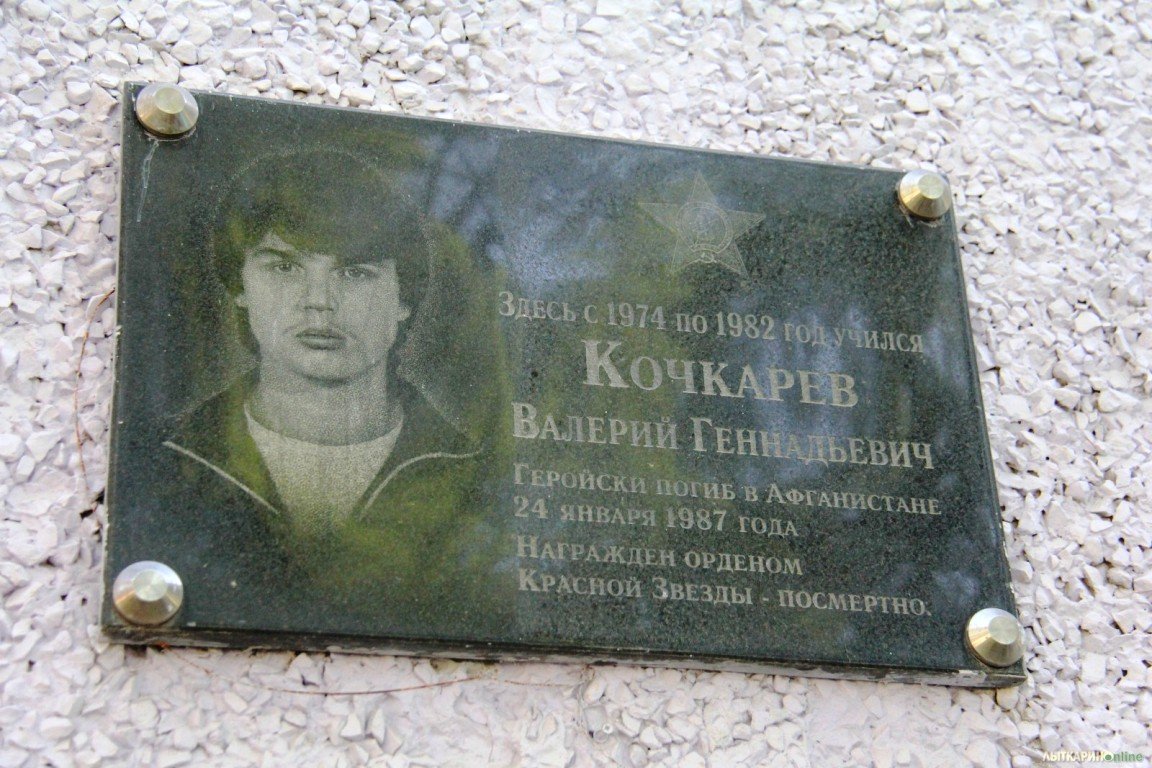 Здесь с 1974 по 1982 год учился
Кочкарев
Валерий Геннадьевич
Геройски погиб в Афганистане
24 января 1987 года
Награжден орденом
Красной Звезды - посмертно.
ЛЫТКАРИНОonline